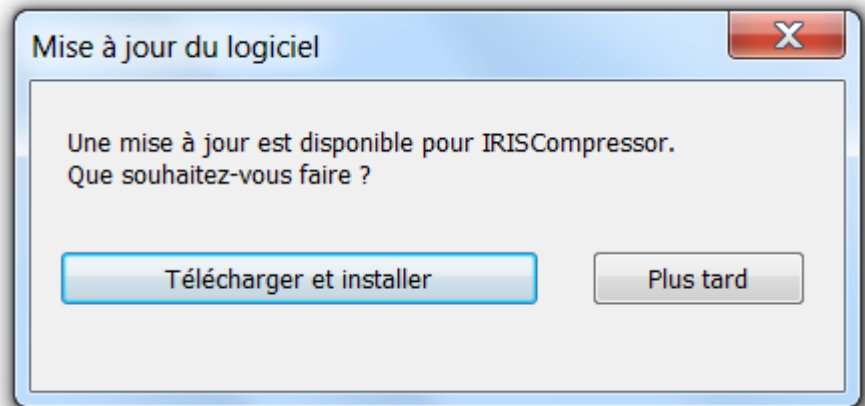 Mise à jour du logiciel
Une mise à jour est disponible pour IRISCompressor.
Que souhaitez-vous faire ?
Télécharger et installer
Plus tard